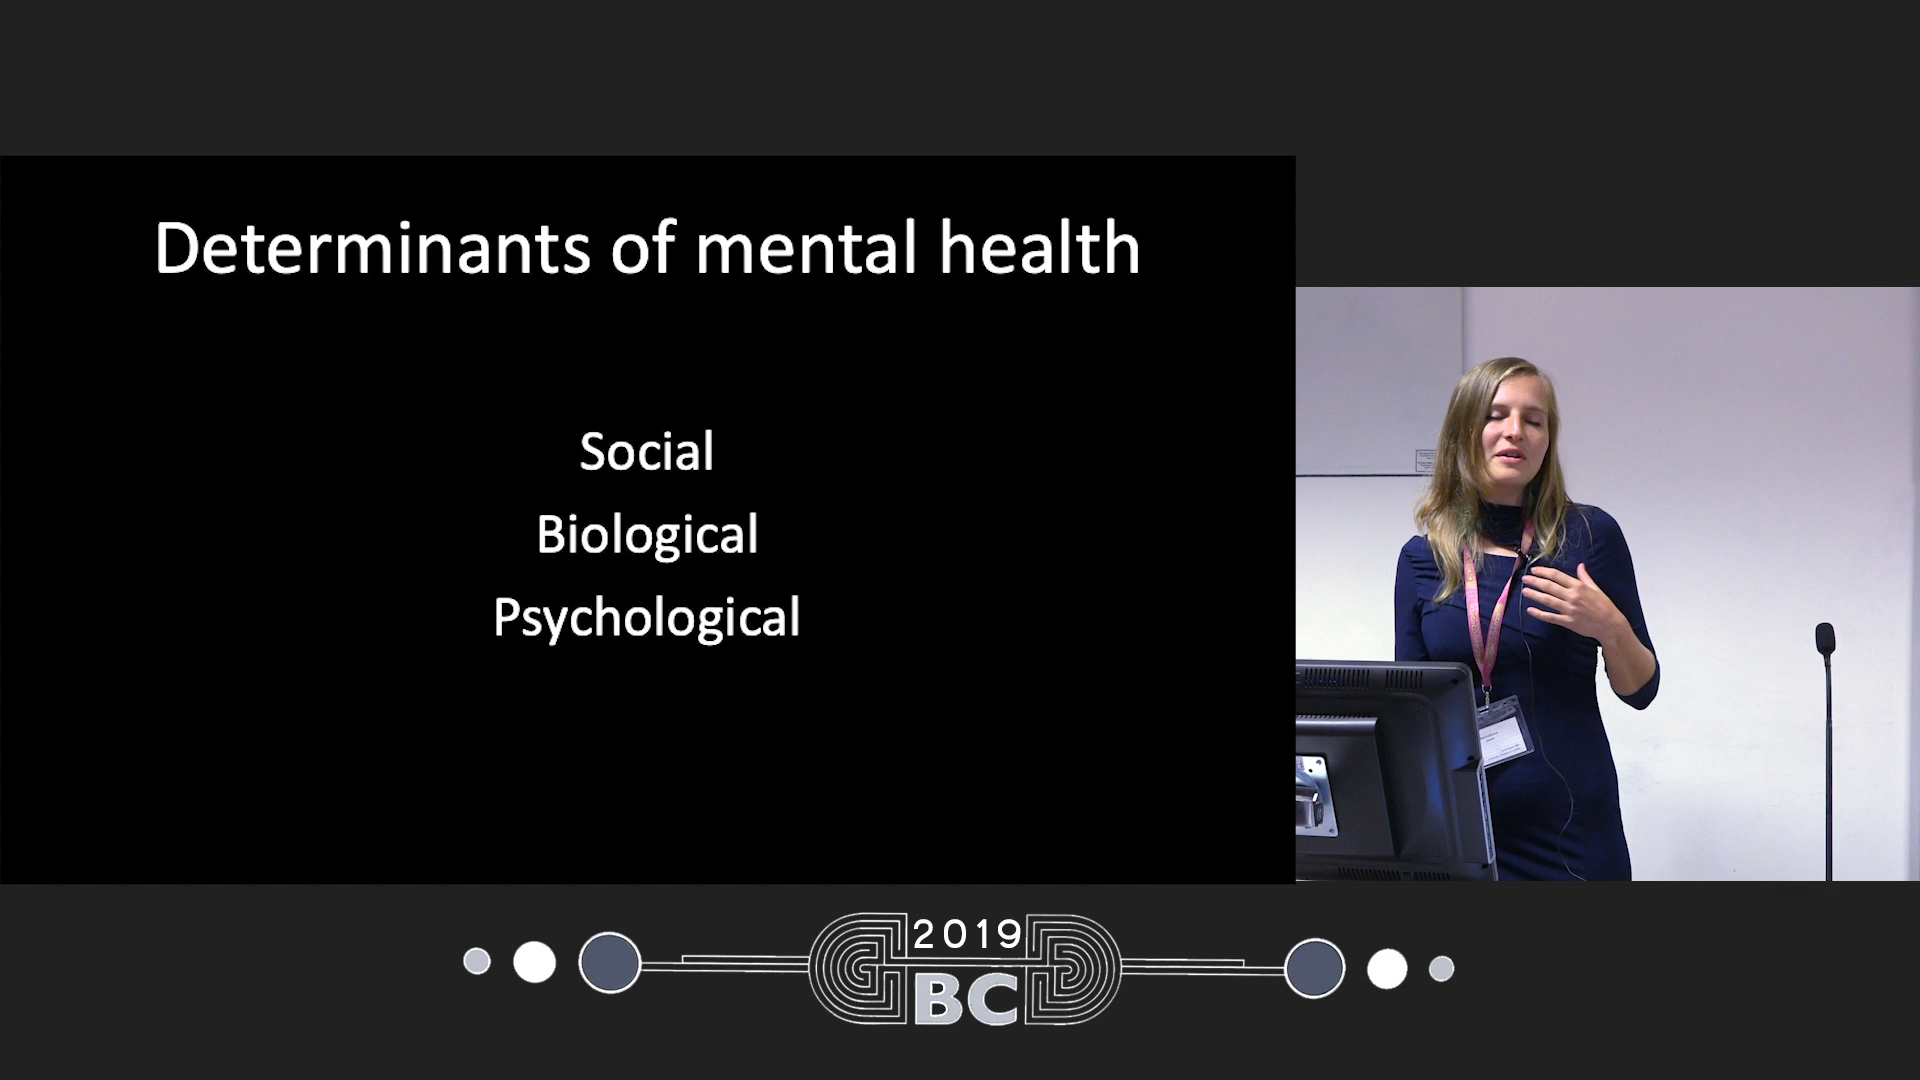 Determinants of mental health
Social
Biological
Psychological
2019
BC